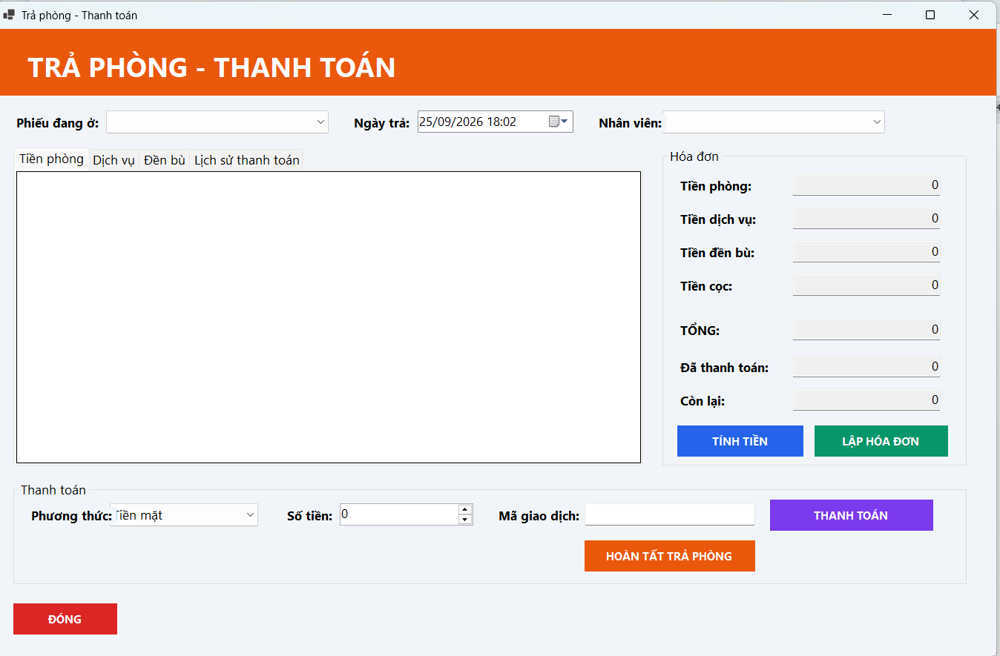 Trả phòng - Thanh toán
TRẢ PHÒNG - THANH TOÁN
Phiếu đang ở:
Ngày trả: 25/09/2026 18:02
Nhân viên:
Tiền phòng Dịch vụ Đền bù Lịch sử thanh toán
Hóa đơn
Tiền phòng: 0
Tiền dịch vụ: 0
Tiền đền bù: 0
Tiền cọc: 0
TỔNG: 0
Đã thanh toán: 0
Còn lại: 0
TÍNH TIỀN
LẬP HÓA ĐƠN
Thanh toán
Phương thức: Tiền mặt
Số tiền: 0
Mã giao dịch:
THANH TOÁN
HOÀN TẤT TRẢ PHÒNG
ĐÓNG